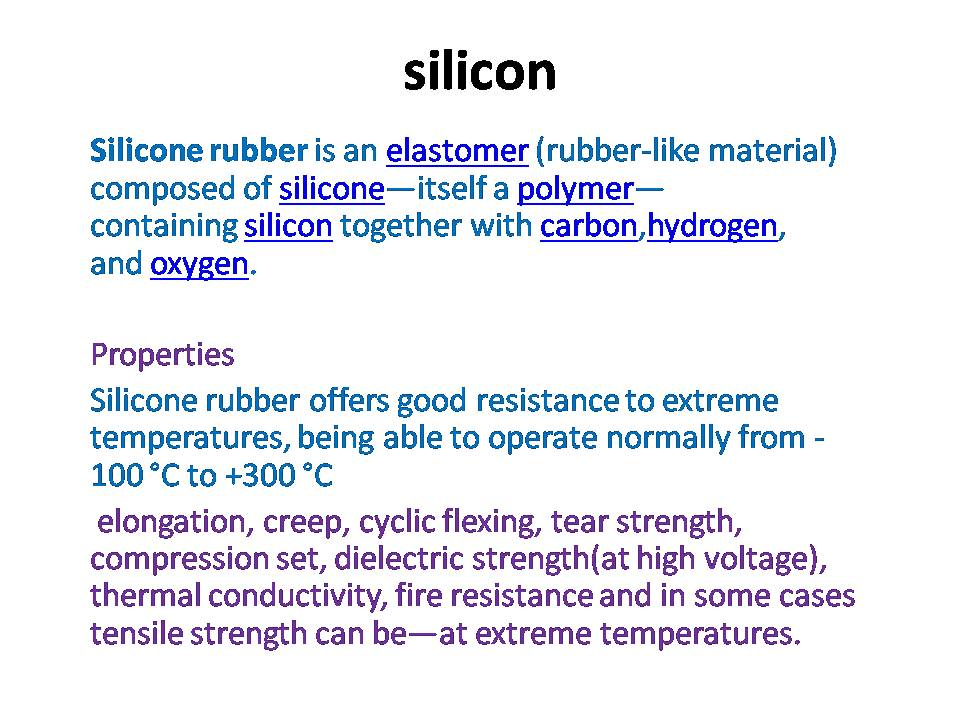 silicon
Silicone rubber is an elastomer (rubber-like material)
composed of silicone—itself a polymer—
containing silicon together with carbon,hydrogen,
and oxygen.
Properties
Silicone rubber offers good resistance to extreme
temperatures, being able to operate normally from -
100 °C to +300 °C
elongation, creep, cyclic flexing, tear strength,
compression set, dielectric strength(at high voltage),
thermal conductivity, fire resistance and in some cases
tensile strength can be—at extreme temperatures.